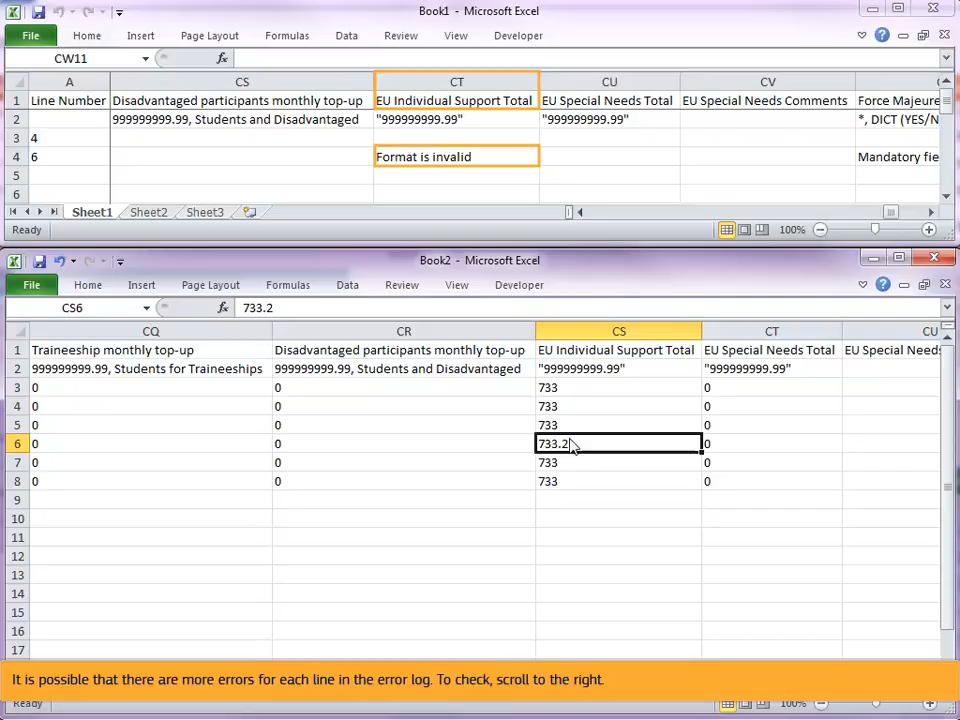 Book1 - Microsoft Excel
File Home Insert Page Layout Formulas Data Review View Developer
CW11 fx
A CS CT CU CV
1 Line Number Disadvantaged participants monthly top-up EU Individual Support Total EU Special Needs Total EU Special Needs Comments Force Majeure
2 999999999.99, Students and Disadvantaged "999999999.99" "999999999.99" *, DICT (YES/N
3 4
4 6 Format is invalid Mandatory fie
5
6
Sheet1 Sheet2 Sheet3
Ready 100%
Book2 - Microsoft Excel
File Home Insert Page Layout Formulas Data Review View Developer
CS6 fx 733.2
CQ CR CS CT CU
1 Traineeship monthly top-up Disadvantaged participants monthly top-up EU Individual Support Total EU Special Needs Total EU Special Needs
2 999999999.99, Students for Traineeships 999999999.99, Students and Disadvantaged "999999999.99" "999999999.99"
3 0 0 733 0
4 0 0 733 0
5 0 0 733 0
6 0 0 733.2 0
7 0 0 733 0
8 0 0 733 0
9
10
11
12
13
14
15
16
17
It is possible that there are more errors for each line in the error log. To check, scroll to the right.
Ready 100%